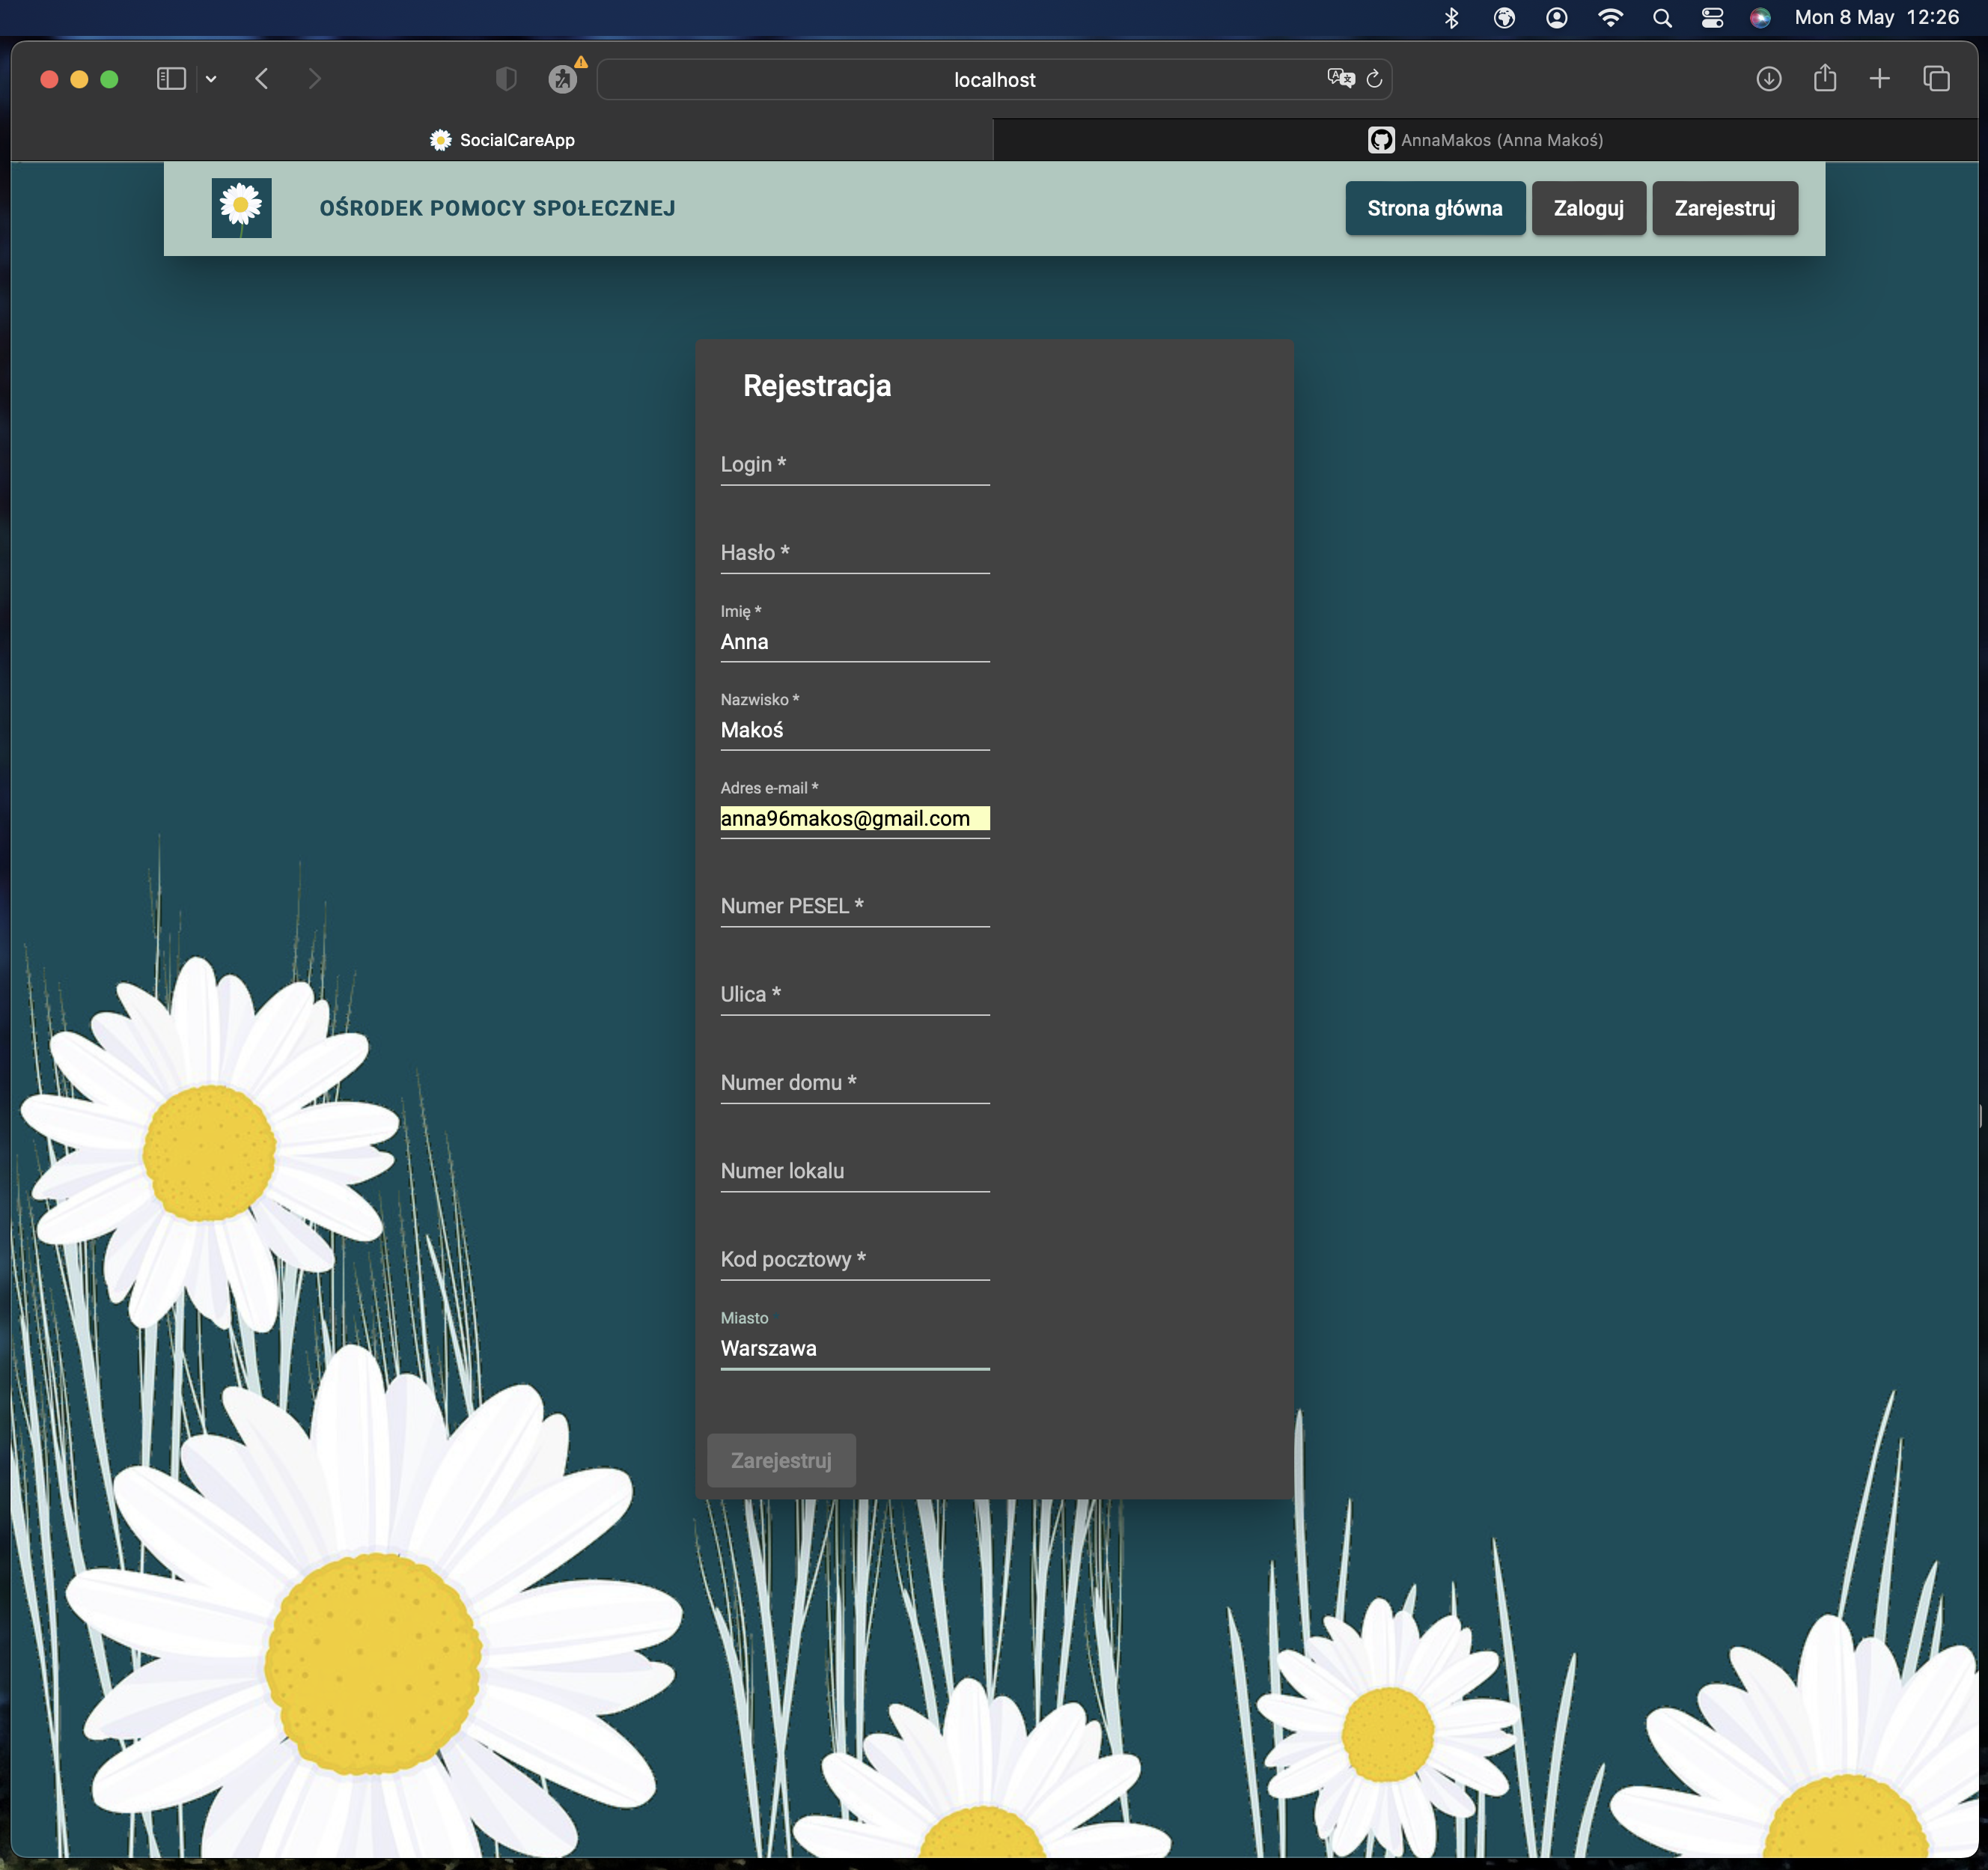 Mon 8 May 12:26
localhost
SocialCareApp
AnnaMakos (Anna Makoś)
OŚRODEK POMOCY SPOŁECZNEJ
Strona główna
Zaloguj
Zarejestruj
Rejestracja
Login *
Hasło *
Imię *
Anna
Nazwisko *
Makoś
Adres e-mail *
anna96makos@gmail.com
Numer PESEL *
Ulica *
Numer domu *
Numer lokalu
Kod pocztowy *
Miasto
Warszawa
Zarejestruj